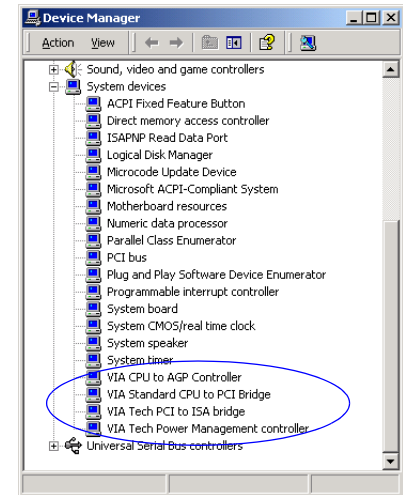 Device Manager
Action View
Sound, video and game controllers
System devices
ACPI Fixed Feature Button
Direct memory access controller
ISAPNP Read Data Port
Logical Disk Manager
Microcode Update Device
Microsoft ACPI-Compliant System
Motherboard resources
Numeric data processor
Parallel Class Enumerator
PCI bus
Plug and Play Software Device Enumerator
Programmable interrupt controller
System board
System CMOS/real time clock
System speaker
System timer
VIA CPU to AGP Controller
VIA Standard CPU to PCI Bridge
VIA Tech PCI to ISA bridge
VIA Tech Power Management controller
Universal Serial Bus controllers